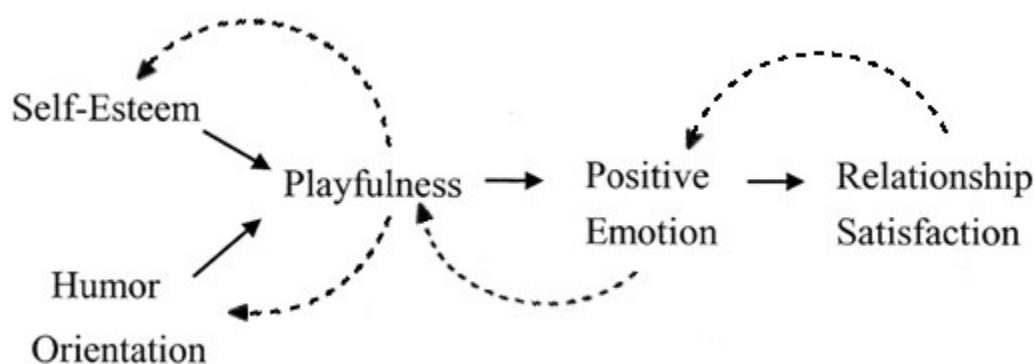 Self-Esteem
Playfulness
Positive
Emotion
Relationship
Satisfaction
Humor
Orientation